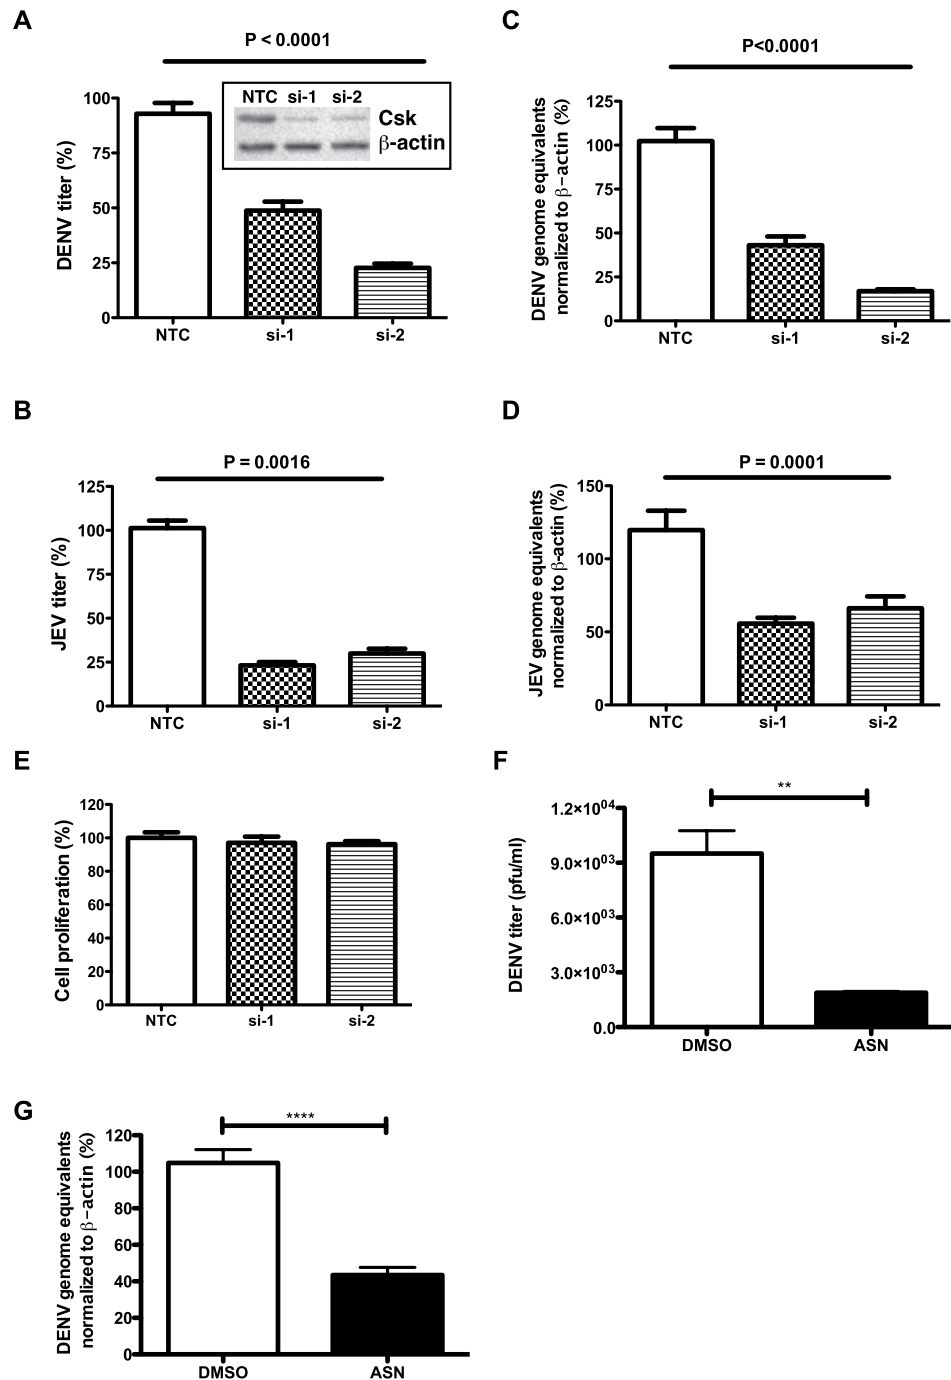 A
P < 0.0001
DENV titer (%)
100
75
50
25
0
NTC si-1 si-2
Csk
β-actin
NTC si-1 si-2
C
P<0.0001
DENV genome equivalents
normalized to β-actin (%)
125
100
75
50
25
0
NTC si-1 si-2
B
P = 0.0016
JEV titer (%)
125
100
75
50
25
0
NTC si-1 si-2
D
P = 0.0001
JEV genome equivalents
normalized to β-actin (%)
150
100
50
0
NTC si-1 si-2
E
Cell proliferation (%)
120
100
80
60
40
20
0
NTC si-1 si-2
F
**
DENV titer (pfu/ml)
1.2×10⁰⁴
9.0×10⁰³
6.0×10⁰³
3.0×10⁰³
0.0
DMSO ASN
G
****
DENV genome equivalents
normalized to β-actin (%)
120
100
80
60
40
20
0
DMSO ASN